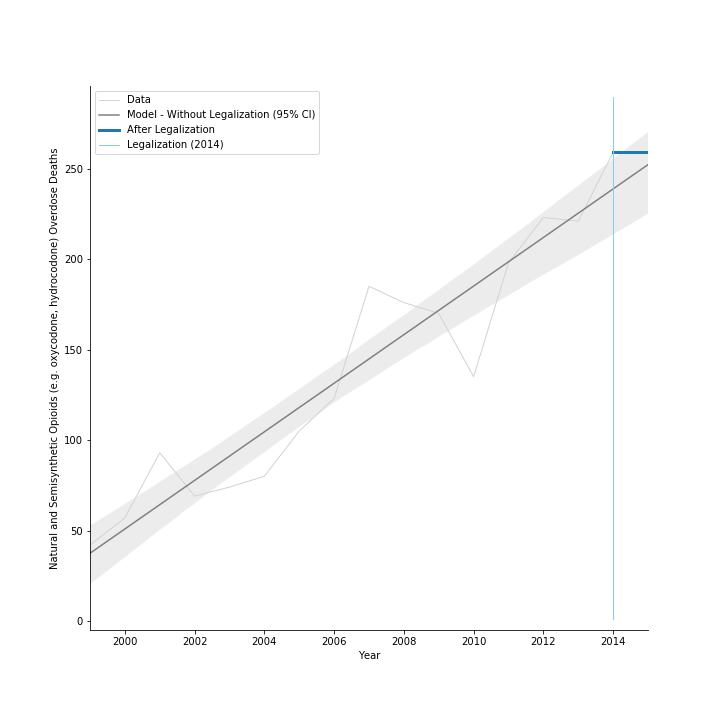 Data
Model - Without Legalization (95% CI)
After Legalization
Legalization (2014)
Natural and Semisynthetic Opioids (e.g. oxycodone, hydrocodone) Overdose Deaths
250
200
150
100
50
0
2000 2002 2004 2006 2008 2010 2012 2014
Year